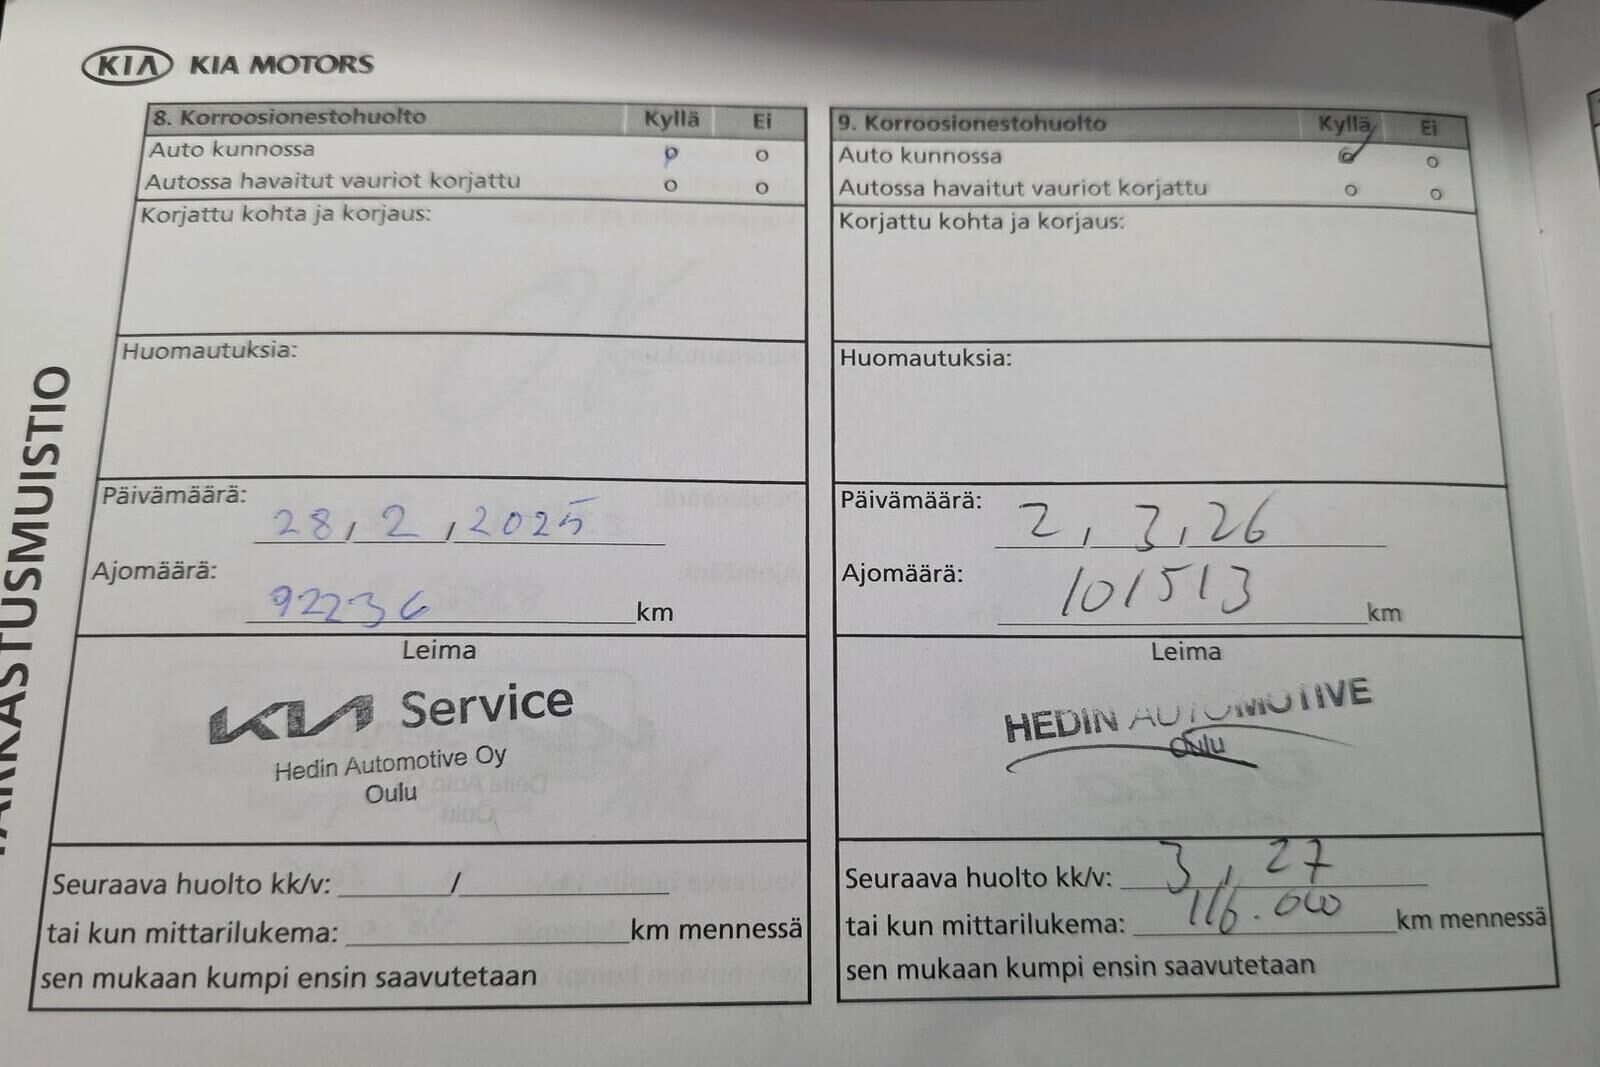 KIA KIA MOTORS
8. Korroosionestohuolto Kyllä Ei
Auto kunnossa
Autossa havaitut vauriot korjattu
Korjattu kohta ja korjaus:
Huomautuksia:
Päivämäärä: 28, 2, 2025
Ajomäärä: 92236 km
Leima
KIA Service
Hedin Automotive Oy
Oulu
Seuraava huolto kk/v: /
tai kun mittarilukema: km mennessä
sen mukaan kumpi ensin saavutetaan
9. Korroosionestohuolto Kyllä Ei
Auto kunnossa
Autossa havaitut vauriot korjattu
Korjattu kohta ja korjaus:
Huomautuksia:
Päivämäärä: 2, 3, 26
Ajomäärä: 101513 km
Leima
HEDIN AUTOMOTIVE
Oulu
Seuraava huolto kk/v: 3, 27
tai kun mittarilukema: 116.000 km mennessä
sen mukaan kumpi ensin saavutetaan